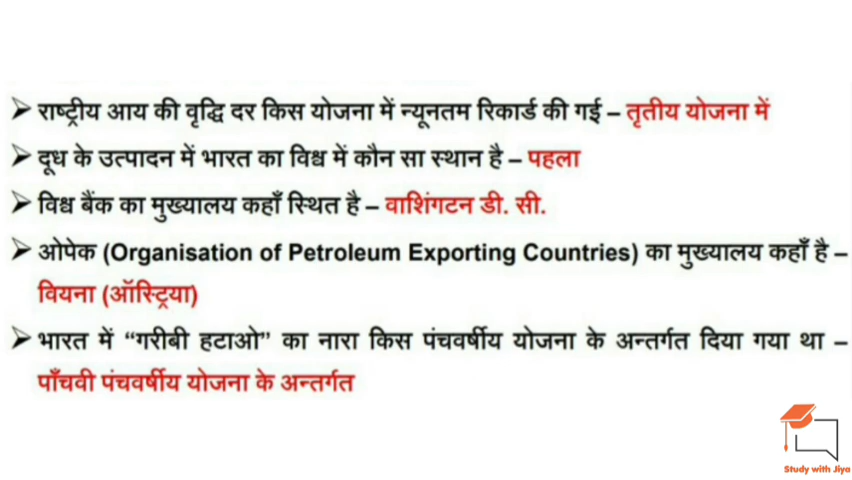 ➢ राष्ट्रीय आय की वृद्धि दर किस योजना में न्यूनतम रिकार्ड की गई – तृतीय योजना में
➢ दूध के उत्पादन में भारत का विश्व में कौन सा स्थान है – पहला
➢ विश्व बैंक का मुख्यालय कहाँ स्थित है – वाशिंगटन डी. सी.
➢ ओपेक (Organisation of Petroleum Exporting Countries) का मुख्यालय कहाँ है –
वियना (ऑस्ट्रिया)
➢ भारत में “गरीबी हटाओ” का नारा किस पंचवर्षीय योजना के अन्तर्गत दिया गया था –
पाँचवी पंचवर्षीय योजना के अन्तर्गत
Study with Jiya